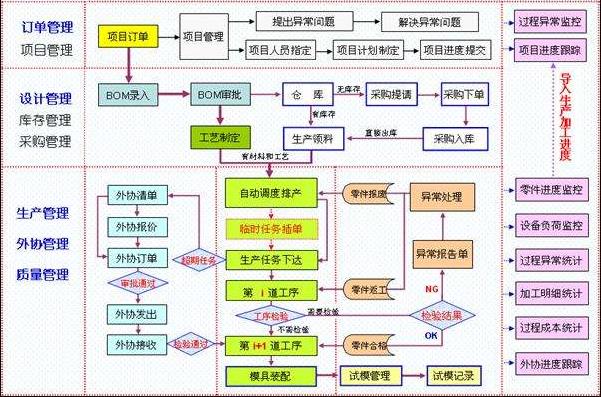 订单管理
项目管理
项目订单
项目管理
提出异常问题
解决异常问题
项目人员指定
项目计划制定
项目进度提交
过程异常监控
项目进度跟踪
设计管理
库存管理
采购管理
BOM录入
BOM审批
仓 库
无库存
采购提请
采购下单
有库存
工艺制定
生产领料
直接出库
采购入库
有材料和工艺
导入生产加工进度
生产管理
外协管理
质量管理
外协清单
外协报价
外协订单
审批通过
外协发出
外协接收
检验通过
超期任务
自动调度排产
临时任务插单
生产任务下达
第 i 道工序
工序检验
需要检验
不需检验
第 i+1 道工序
模具装配
试模管理
试模记录
零件报废
零件返工
零件合格
异常处理
异常报告单
NG
检验结果
OK
零件进度监控
设备负荷监控
过程异常统计
加工明细统计
过程成本统计
外协进度跟踪